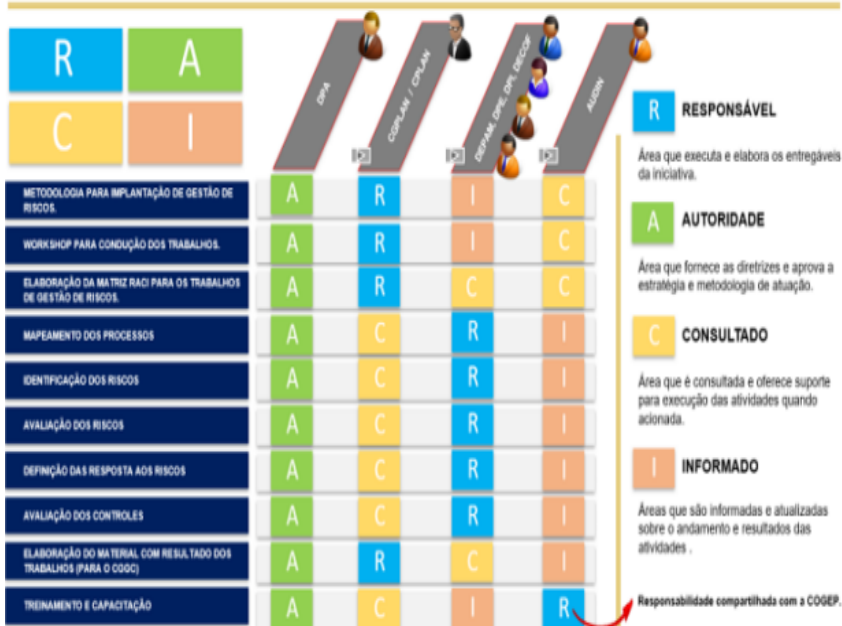 R A
C I
DPA
CGPLAN / CPLAN
DEPAM, DPE, DPI, DECOF
AUDIN
METODOLOGIA PARA IMPLANTAÇÃO DE GESTÃO DE
RISCOS.
A R I C
WORKSHOP PARA CONDUÇÃO DOS TRABALHOS.
A R I C
ELABORAÇÃO DA MATRIZ RACI PARA OS TRABALHOS
DE GESTÃO DE RISCOS.
A R C C
MAPEAMENTO DOS PROCESSOS
A C R I
IDENTIFICAÇÃO DOS RISCOS
A C R I
AVALIAÇÃO DOS RISCOS
A C R I
DEFINIÇÃO DAS RESPOSTA AOS RISCOS
A C R I
AVALIAÇÃO DOS CONTROLES
A C R I
ELABORAÇÃO DO MATERIAL COM RESULTADO DOS
TRABALHOS (PARA O CGGC)
A R C I
TREINAMENTO E CAPACITAÇÃO
A C I R
R RESPONSÁVEL
Área que executa e elabora os entregáveis
da iniciativa.
A AUTORIDADE
Área que fornece as diretrizes e aprova a
estratégia e metodologia de atuação.
C CONSULTADO
Área que é consultada e oferece suporte
para execução das atividades quando
acionada.
I INFORMADO
Áreas que são informadas e atualizadas
sobre o andamento e resultados das
atividades .
Responsabilidade compartilhada com a COGEP.